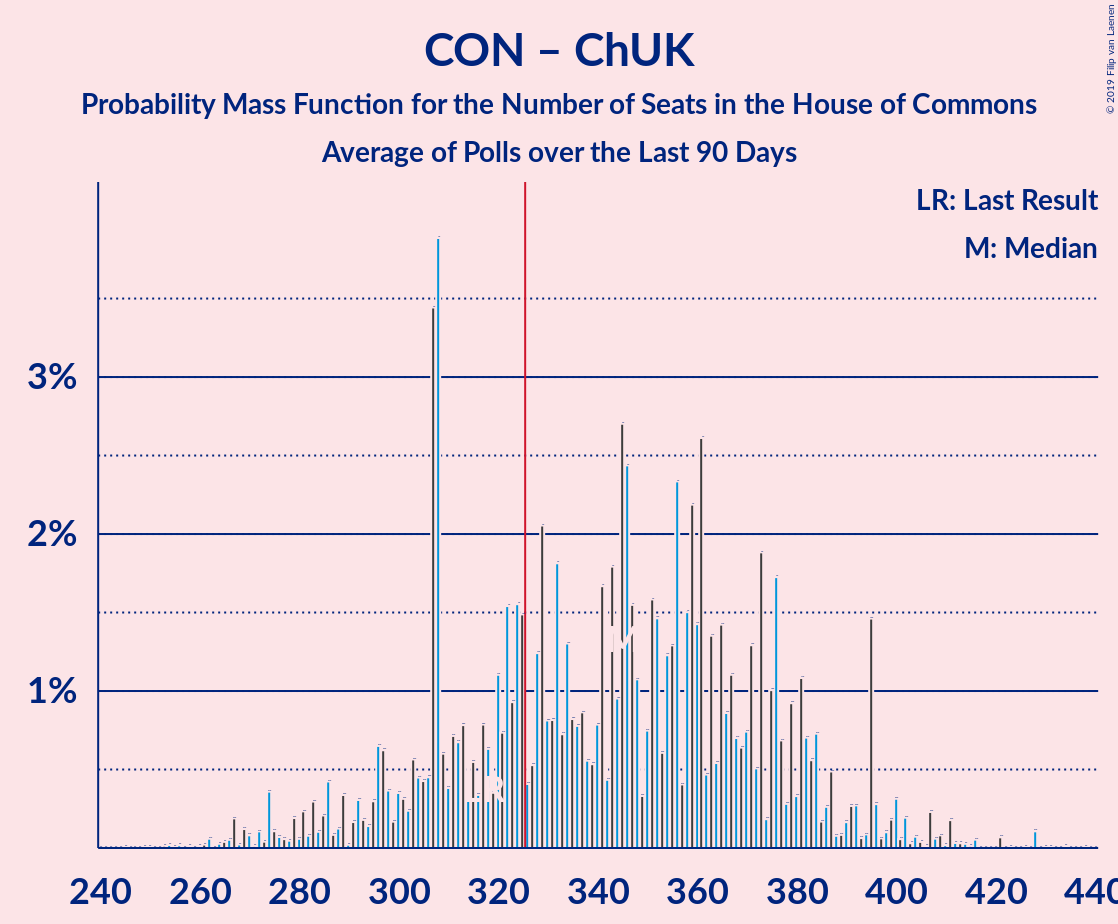 CON – ChUK
Probability Mass Function for the Number of Seats in the House of Commons
Average of Polls over the Last 90 Days
© 2019 Filip van Laenen
LR: Last Result
M: Median
3%
2%
1%
M
LR
240 260 280 300 320 340 360 380 400 420 440